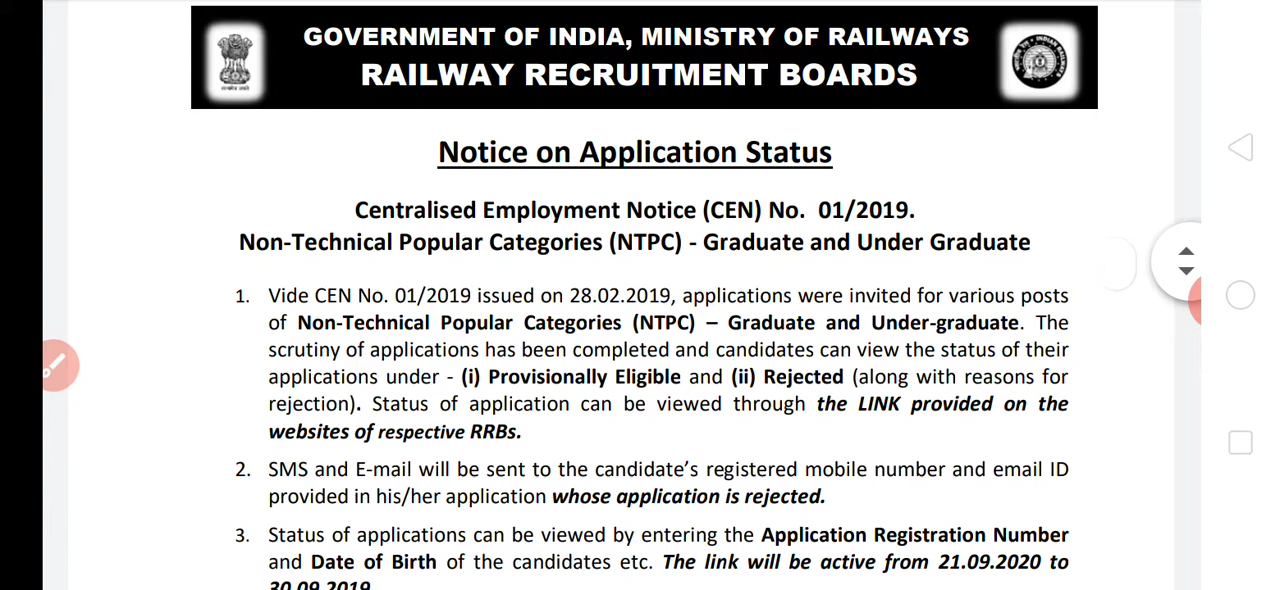 GOVERNMENT OF INDIA, MINISTRY OF RAILWAYS
RAILWAY RECRUITMENT BOARDS
Notice on Application Status
Centralised Employment Notice (CEN) No. 01/2019.
Non-Technical Popular Categories (NTPC) - Graduate and Under Graduate
1. Vide CEN No. 01/2019 issued on 28.02.2019, applications were invited for various posts
of Non-Technical Popular Categories (NTPC) – Graduate and Under-graduate. The
scrutiny of applications has been completed and candidates can view the status of their
applications under - (i) Provisionally Eligible and (ii) Rejected (along with reasons for
rejection). Status of application can be viewed through the LINK provided on the
websites of respective RRBs.
2. SMS and E-mail will be sent to the candidate’s registered mobile number and email ID
provided in his/her application whose application is rejected.
3. Status of applications can be viewed by entering the Application Registration Number
and Date of Birth of the candidates etc. The link will be active from 21.09.2020 to
30.09.2019